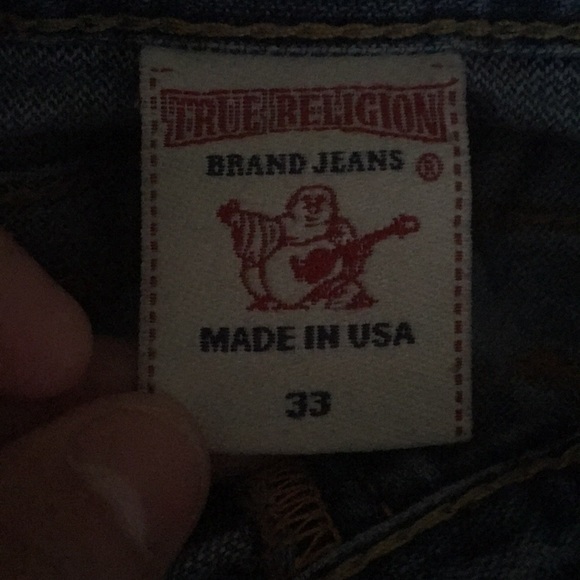 TRUE RELIGION
BRAND JEANS ®
MADE IN USA
33